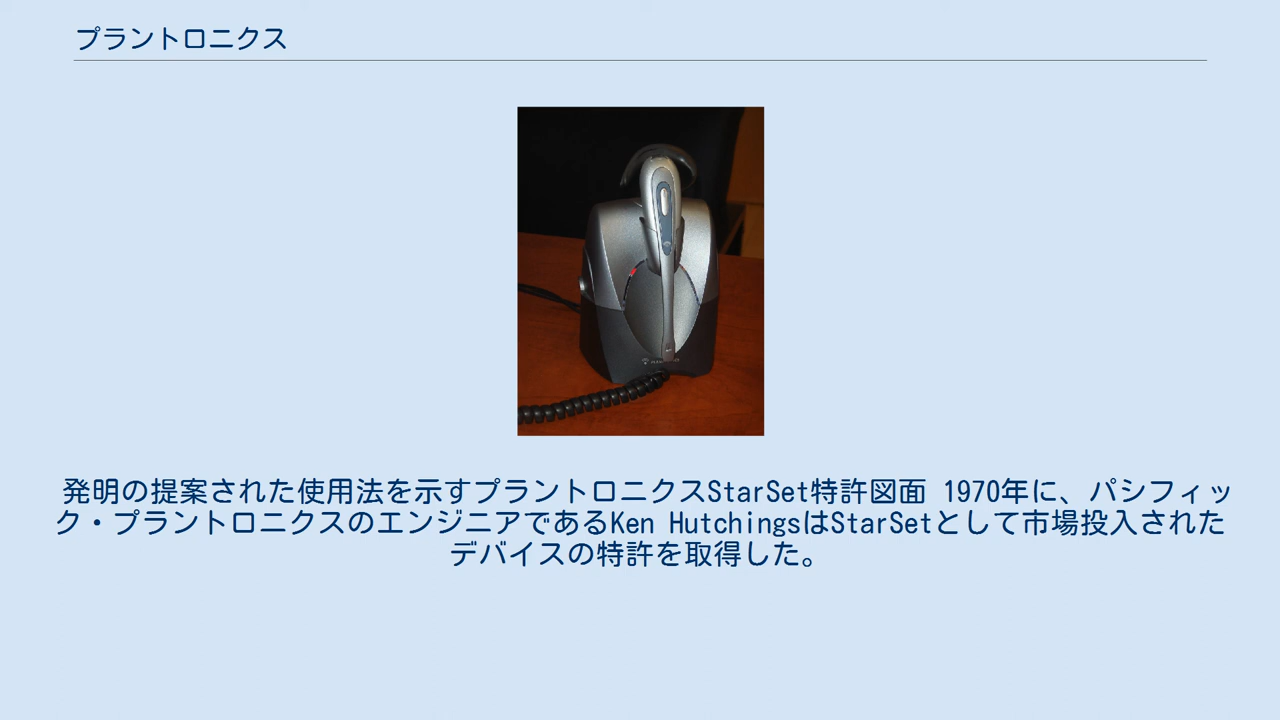 プラントロニクス
発明の提案された使用法を示すプラントロニクスStarSet特許図面 1970年に、パシフィッ
ク・プラントロニクスのエンジニアであるKen HutchingsはStarSetとして市場投入された
デバイスの特許を取得した。